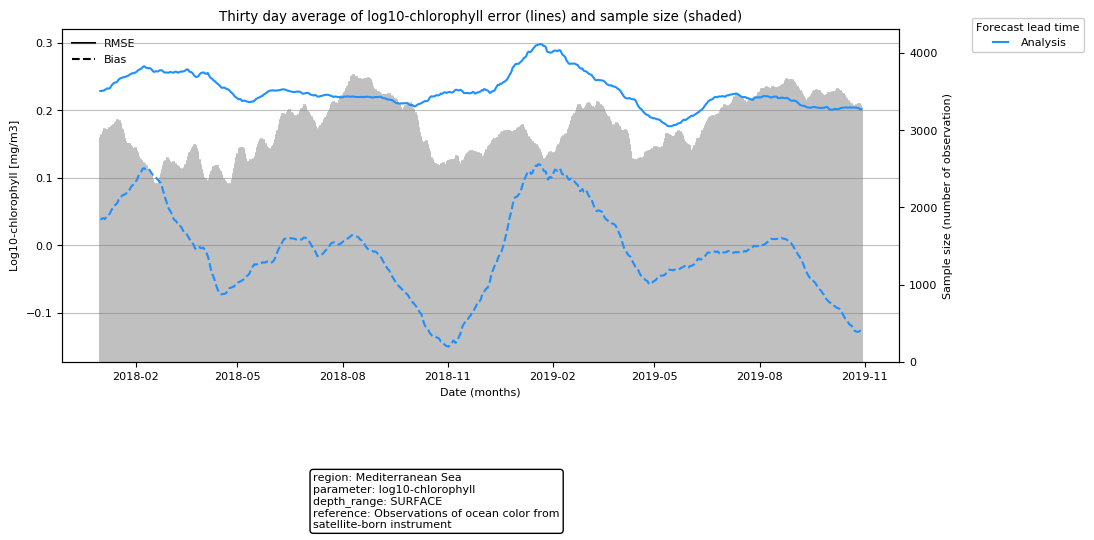 Thirty day average of log10-chlorophyll error (lines) and sample size (shaded)
Forecast lead time
Analysis
RMSE
Bias
0.3
0.2
0.1
0.0
−0.1
Log10-chlorophyll [mg/m3]
4000
3000
2000
1000
0
Sample size (number of observation)
2018-02
2018-05
2018-08
2018-11
2019-02
2019-05
2019-08
2019-11
Date (months)
region: Mediterranean Sea
parameter: log10-chlorophyll
depth_range: SURFACE
reference: Observations of ocean color from
satellite-born instrument